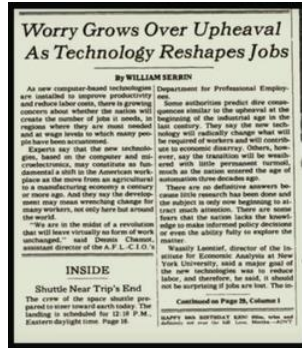 Worry Grows Over Upheaval
As Technology Reshapes Jobs
By WILLIAM SERRIN
As new computer-based technologies
are installed to improve productivity
and reduce labor costs, there is growing
concern about whether the nation will
create the number of jobs it needs, in
regions where they are most needed
and at wage levels to which many peo-
ple have been accustomed.
Experts say that the new technolo-
gies, based on the computer and mi-
croelectronics, may constitute as fun-
damental a shift in the American work-
place as the move from an agricultural
to a manufacturing economy a century
or more ago. And they say the develop-
ment may mean wrenching change for
many workers, not only here but around
the world.
"We are in the midst of a revolution
that will leave virtually no form of work
unchanged," said Dennis Chamot,
assistant director of the A.F.L.-C.I.O.'s
Department for Professional Employ-
ees.
Some authorities predict dire conse-
quences similar to the upheaval at the
beginning of the industrial age in the
last century. They say the new tech-
nology will radically change what will
be required of workers and will contrib-
ute to economic disarray. Others, how-
ever, say the transition will be weath-
ered with little permanent turmoil,
much as the nation entered the age of
automation three decades ago.
There are no definitive answers be-
cause little research has been done and
the subject is only now beginning to at-
tract much attention. There are some
fears that the nation lacks the knowl-
edge to make informed policy decisions
or even the ability fully to explore the
matter.
Wassily Leontief, director of the In-
stitute for Economic Analysis at New
York University, said a major goal of
the new technologies was to reduce
labor, and therefore, he said, it should
not be surprising if jobs are lost. The in-
Continued on Page 28, Column 1
INSIDE
Shuttle Near Trip's End
The crew of the space shuttle pre-
pared to steer toward earth today. The
landing is scheduled for 12:18 P.M.,
Eastern daylight time. Page 16.
HAPPY 50th BIRTHDAY